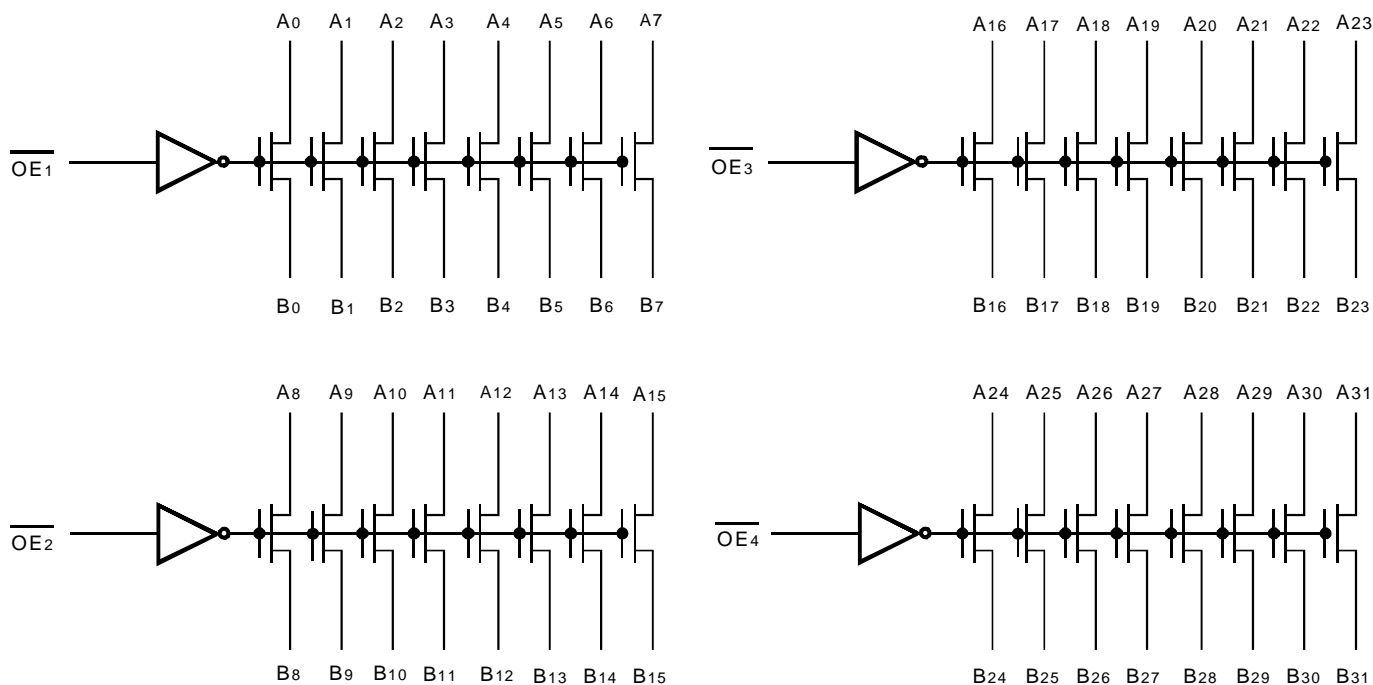 A0 A1 A2 A3 A4 A5 A6 A7
OE1
B0 B1 B2 B3 B4 B5 B6 B7
A16 A17 A18 A19 A20 A21 A22 A23
OE3
B16 B17 B18 B19 B20 B21 B22 B23
A8 A9 A10 A11 A12 A13 A14 A15
OE2
B8 B9 B10 B11 B12 B13 B14 B15
A24 A25 A26 A27 A28 A29 A30 A31
OE4
B24 B25 B26 B27 B28 B29 B30 B31